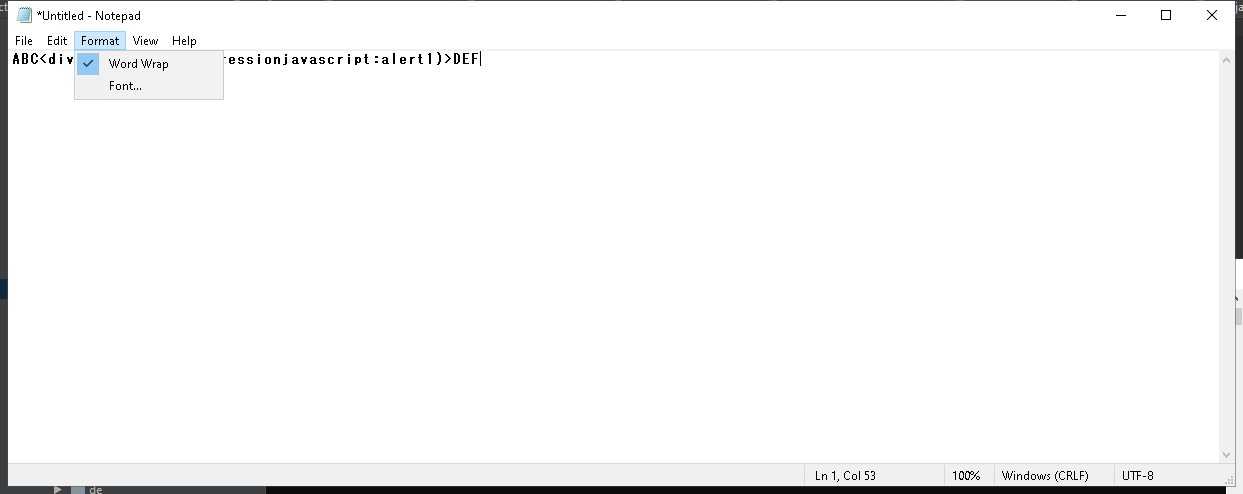 *Untitled - Notepad
File Edit Format View Help
ABC<div
ressionjavascript:alert1)>DEF
Word Wrap
Font...
Ln 1, Col 53
100%
Windows (CRLF)
UTF-8
de